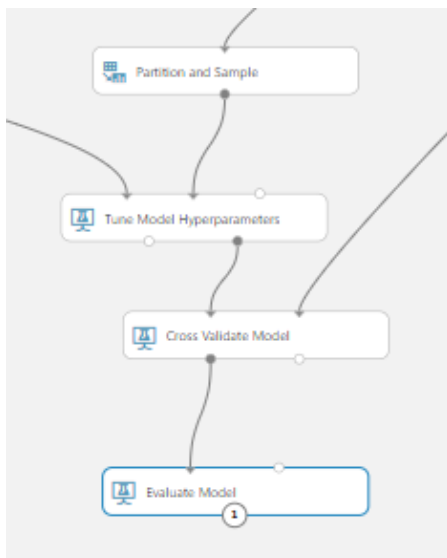 Partition and Sample
Tune Model Hyperparameters
Cross Validate Model
Evaluate Model
1